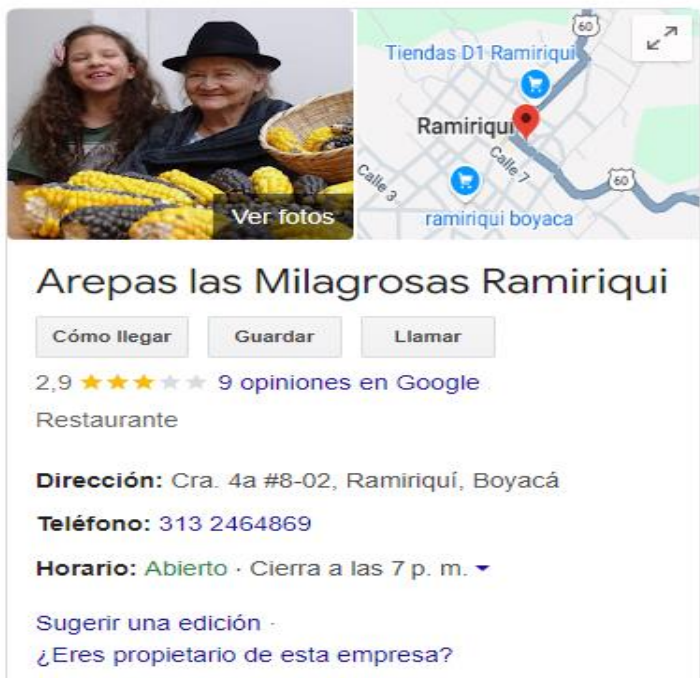 60
Tiendas D1 Ramiriqui
Ramiriqui
Calle 7
Calle 3
60
ramiriqui boyaca
Ver fotos
Arepas las Milagrosas Ramiriqui
Cómo llegar Guardar Llamar
2,9 9 opiniones en Google
Restaurante
Dirección: Cra. 4a #8-02, Ramiriquí, Boyacá
Teléfono: 313 2464869
Horario: Abierto · Cierra a las 7 p. m.
Sugerir una edición ·
¿Eres propietario de esta empresa?